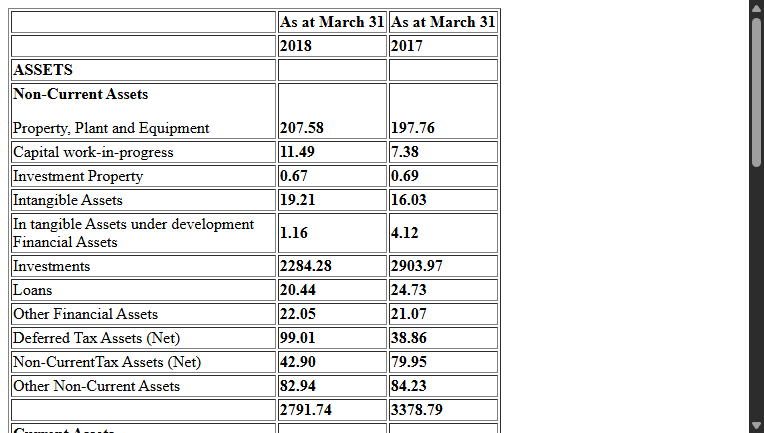 As at March 31 As at March 31
2018 2017
ASSETS
Non-Current Assets
Property, Plant and Equipment 207.58 197.76
Capital work-in-progress 11.49 7.38
Investment Property 0.67 0.69
Intangible Assets 19.21 16.03
In tangible Assets under development
Financial Assets 1.16 4.12
Investments 2284.28 2903.97
Loans 20.44 24.73
Other Financial Assets 22.05 21.07
Deferred Tax Assets (Net) 99.01 38.86
Non-CurrentTax Assets (Net) 42.90 79.95
Other Non-Current Assets 82.94 84.23
2791.74 3378.79
Current Assets